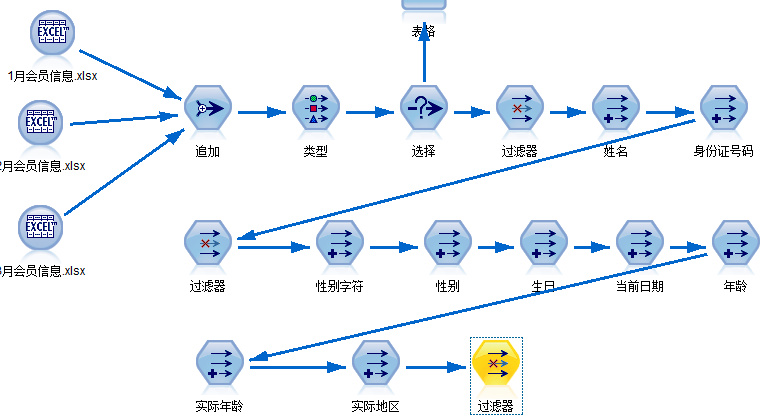 表格
EXCEL
1月会员信息.xlsx
EXCEL
2月会员信息.xlsx
追加
类型
选择
过滤器
姓名
身份证号码
EXCEL
月会员信息.xlsx
过滤器
性别字符
性别
生日
当前日期
年龄
实际年龄
实际地区
过滤器